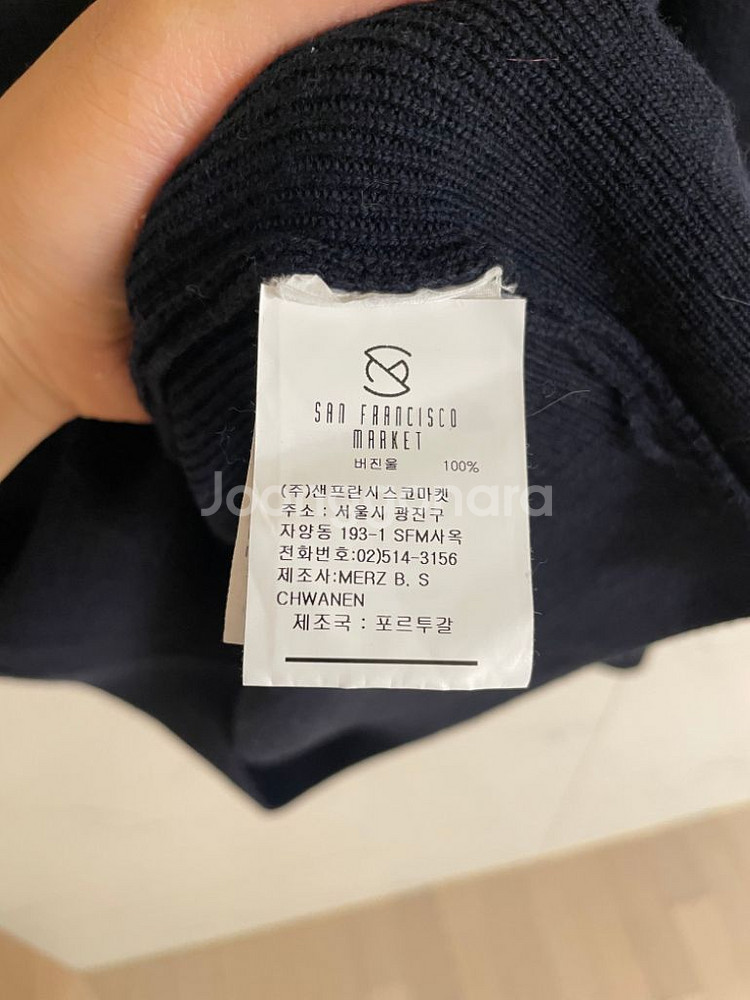 SAN FRANCISCO
MARKET
버진울 100%
(주)샌프란시스코마켓
주소 : 서울시 광진구
자양동 193-1 SFM사옥
전화번호:02)514-3156
제조사:MERZ B. S
CHWANEN
제조국 : 포르투갈
Joonggonara